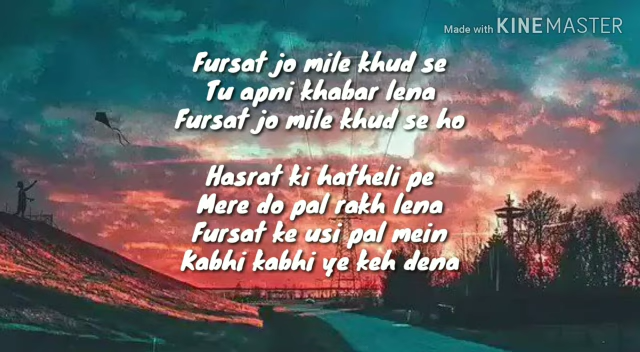 Made with KINEMASTER
Fursat jo mile khud se
Tu apni khabar lena
Fursat jo mile khud se ho
Hasrat ki hatheli pe
Mere do pal rakh lena
Fursat ke usi pal mein
Kabhi kabhi ye keh dena